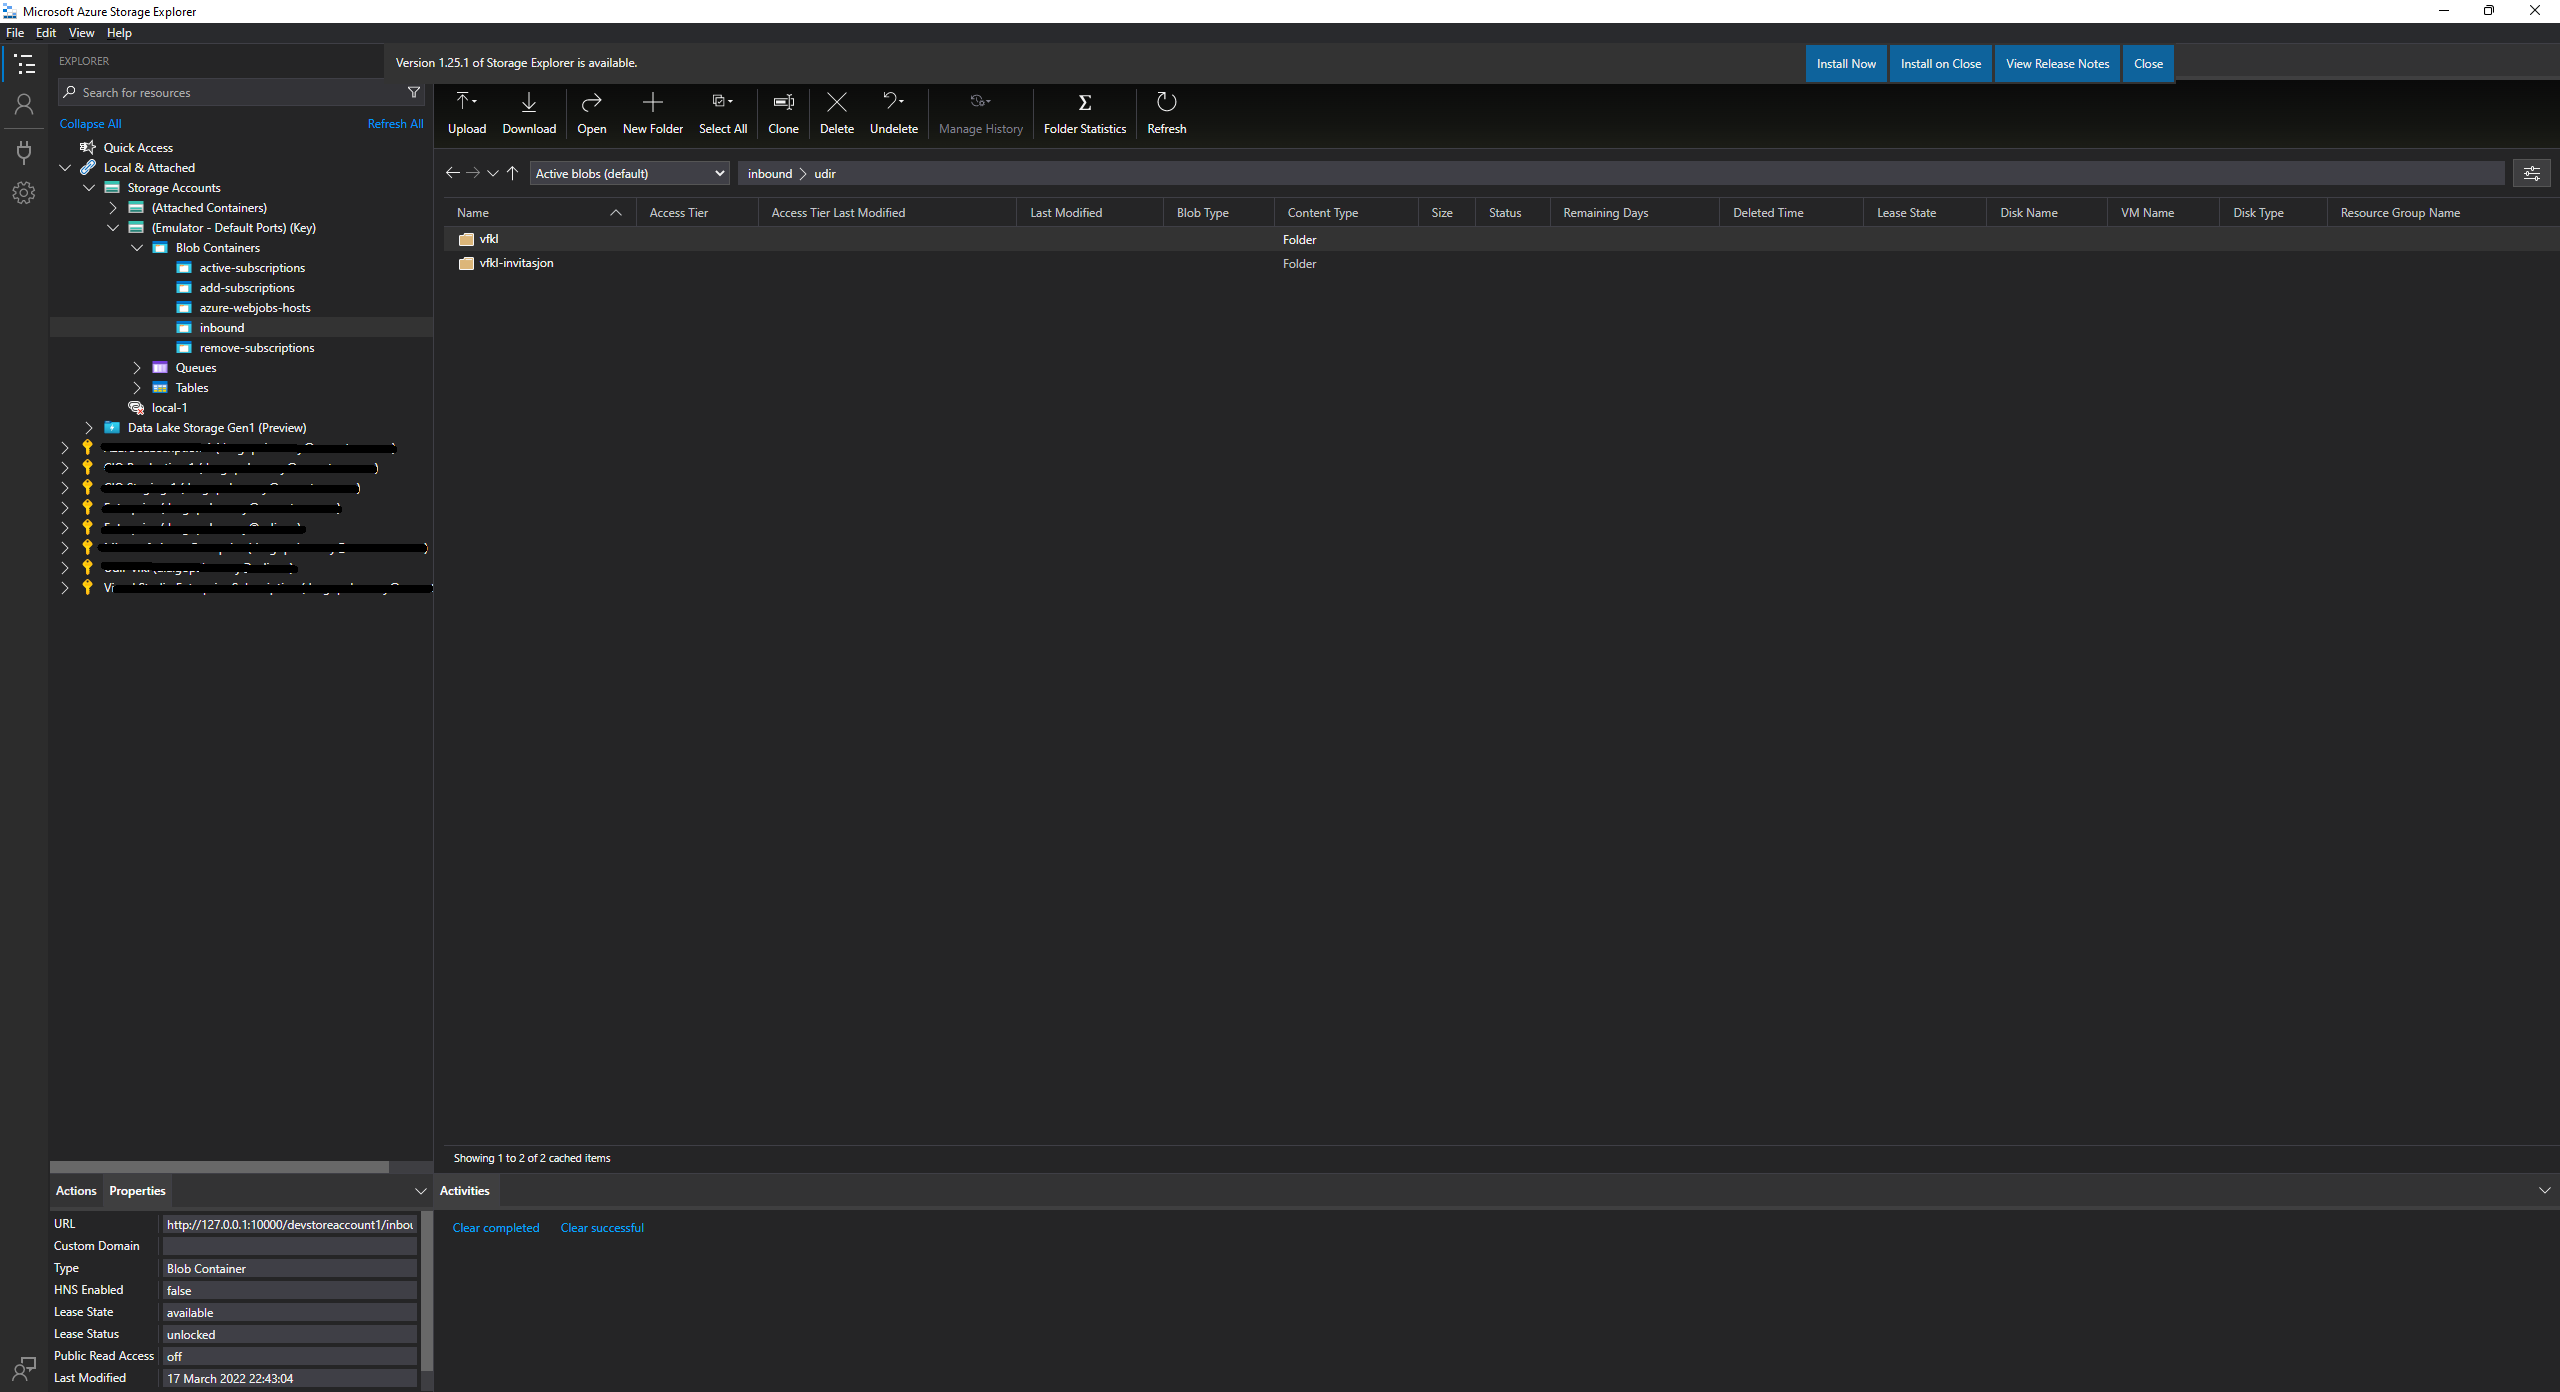 Microsoft Azure Storage Explorer
File Edit View Help
EXPLORER
Version 1.25.1 of Storage Explorer is available.
Install Now Install on Close View Release Notes Close
Search for resources
Collapse All Refresh All
Quick Access
Local & Attached
Storage Accounts
(Attached Containers)
(Emulator - Default Ports) (Key)
Blob Containers
active-subscriptions
add-subscriptions
azure-webjobs-hosts
inbound
remove-subscriptions
Queues
Tables
local-1
Data Lake Storage Gen1 (Preview)
Upload Download Open New Folder Select All Clone Delete Undelete Manage History Folder Statistics Refresh
Active blobs (default) inbound udir
Name Access Tier Access Tier Last Modified Last Modified Blob Type Content Type Size Status Remaining Days Deleted Time Lease State Disk Name VM Name Disk Type Resource Group Name
vfkl Folder
vfkl-invitasjon Folder
Showing 1 to 2 of 2 cached items
Actions Properties
URL http://127.0.0.1:10000/devstoreaccount1/inbou
Custom Domain
Type Blob Container
HNS Enabled false
Lease State available
Lease Status unlocked
Public Read Access off
Last Modified 17 March 2022 22:43:04
Activities
Clear completed Clear successful